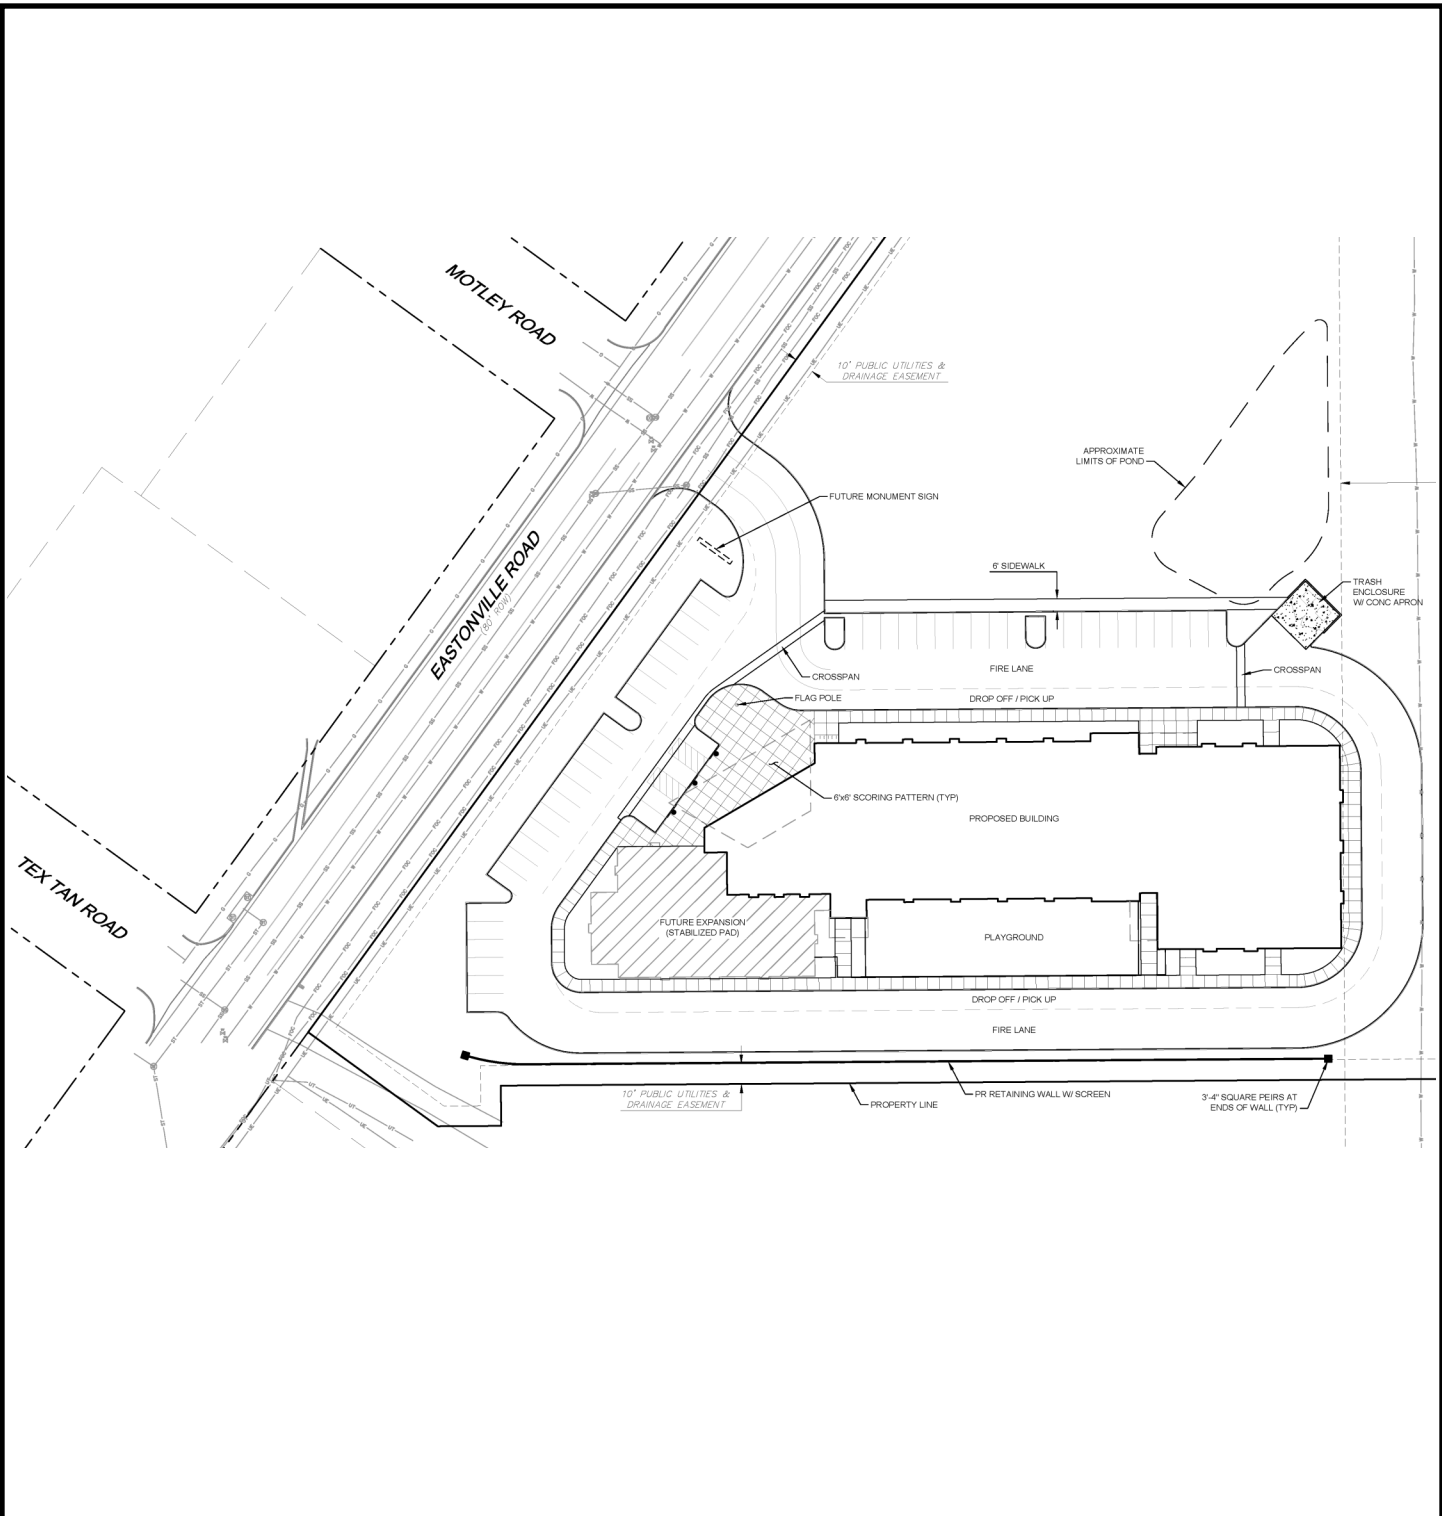 MOTLEY ROAD
10' PUBLIC UTILITIES &
DRAINAGE EASEMENT
APPROXIMATE
LIMITS OF POND
FUTURE MONUMENT SIGN
EASTONVILLE ROAD
(80' ROW)
6' SIDEWALK
TRASH
ENCLOSURE
W/ CONC APRON
CROSSPAN
FIRE LANE
CROSSPAN
FLAG POLE
DROP OFF / PICK UP
6'x6' SCORING PATTERN (TYP)
PROPOSED BUILDING
TEX TAN ROAD
FUTURE EXPANSION
(STABILIZED PAD)
PLAYGROUND
DROP OFF / PICK UP
FIRE LANE
10' PUBLIC UTILITIES &
DRAINAGE EASEMENT
PROPERTY LINE
PR RETAINING WALL W/ SCREEN
3'-4" SQUARE PEIRS AT
ENDS OF WALL (TYP)